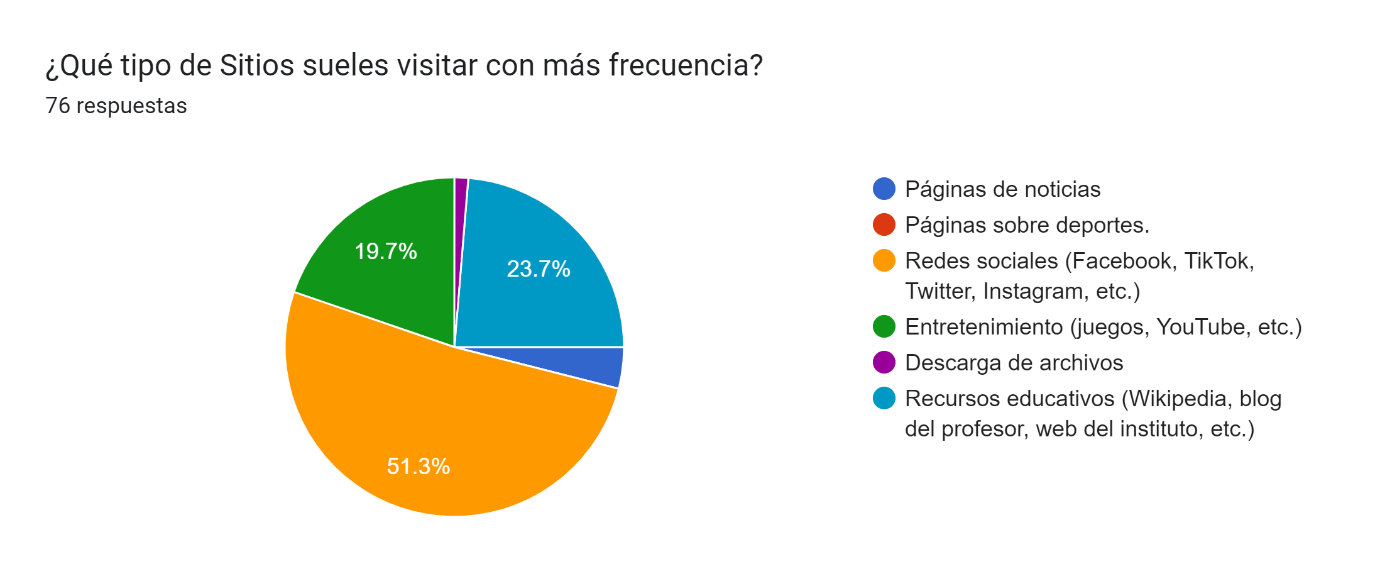 ¿Qué tipo de Sitios sueles visitar con más frecuencia?
76 respuestas
19.7%
23.7%
51.3%
Páginas de noticias
Páginas sobre deportes.
Redes sociales (Facebook, TikTok,
Twitter, Instagram, etc.)
Entretenimiento (juegos, YouTube, etc.)
Descarga de archivos
Recursos educativos (Wikipedia, blog
del profesor, web del instituto, etc.)